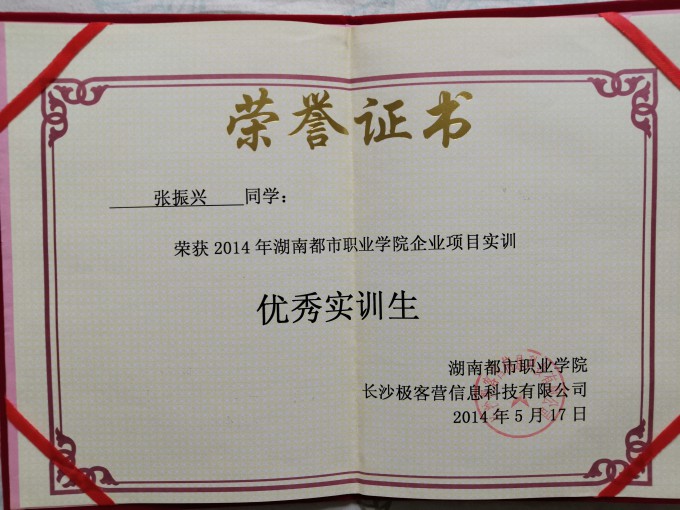 荣誉证书
张振兴 同学：
荣获 2014 年湖南都市职业学院企业项目实训
优秀实训生
湖南都市职业学院
长沙极客营信息科技有限公司
2014 年 5 月 17 日